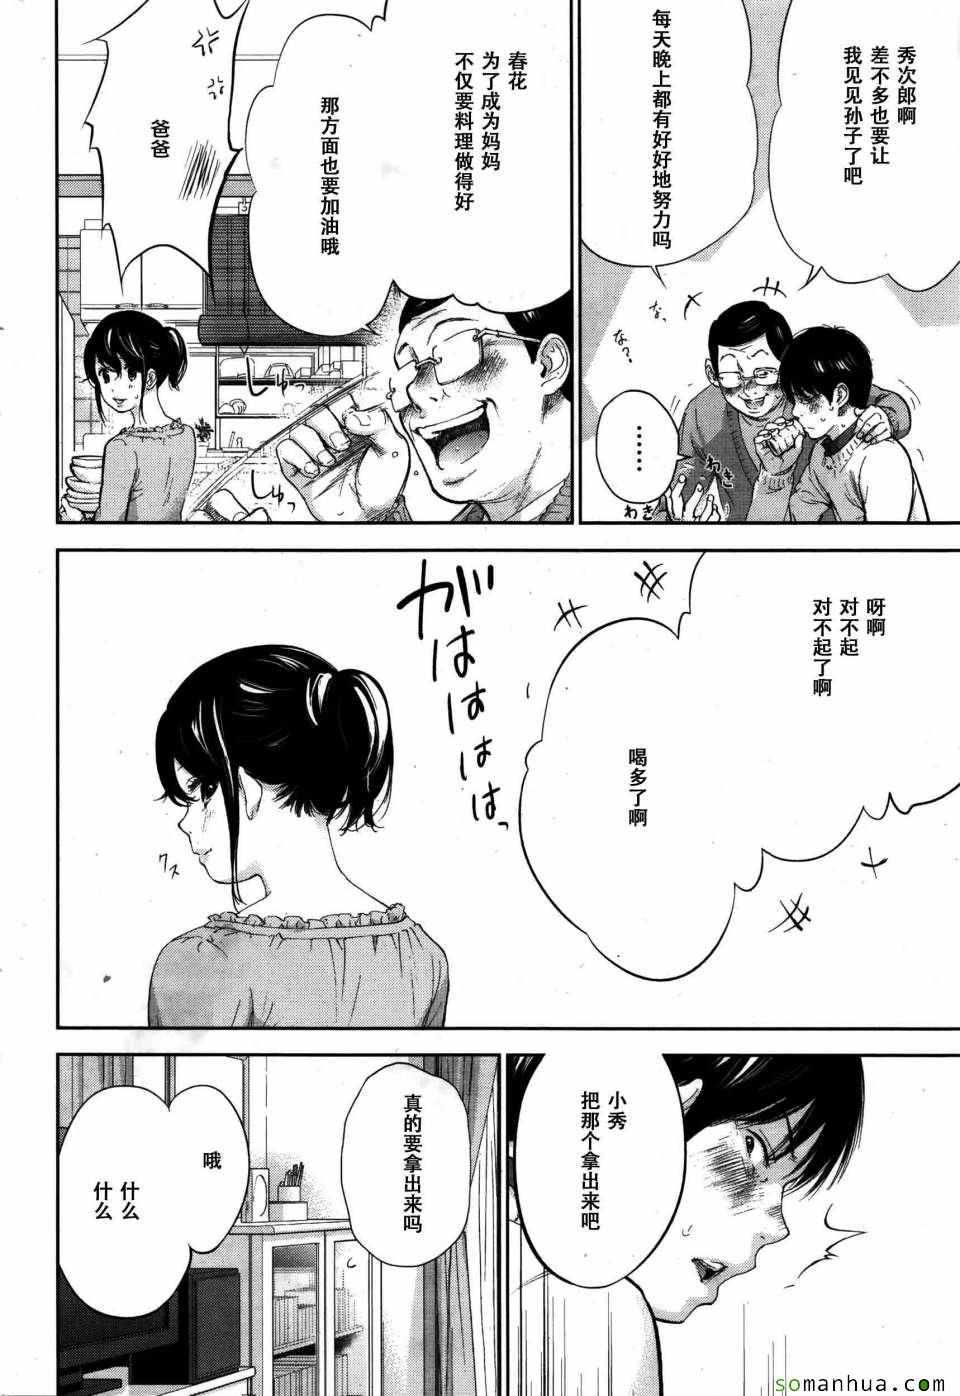 秀次郎啊
差不多也要让
我见见孙子了吧
每天晚上都有好好地努力吗
な、
な?
……
わき
わき
春花
为了成为妈妈
不仅要料理做得好
那方面也要加油哦
爸爸
しゅっ
しゅっ
呀啊
对不起
对不起了啊
喝多了啊
がはははは、
クス
小秀
把那个拿出来吧
真的要拿出来吗
哦
什么
什么
somanhua.com